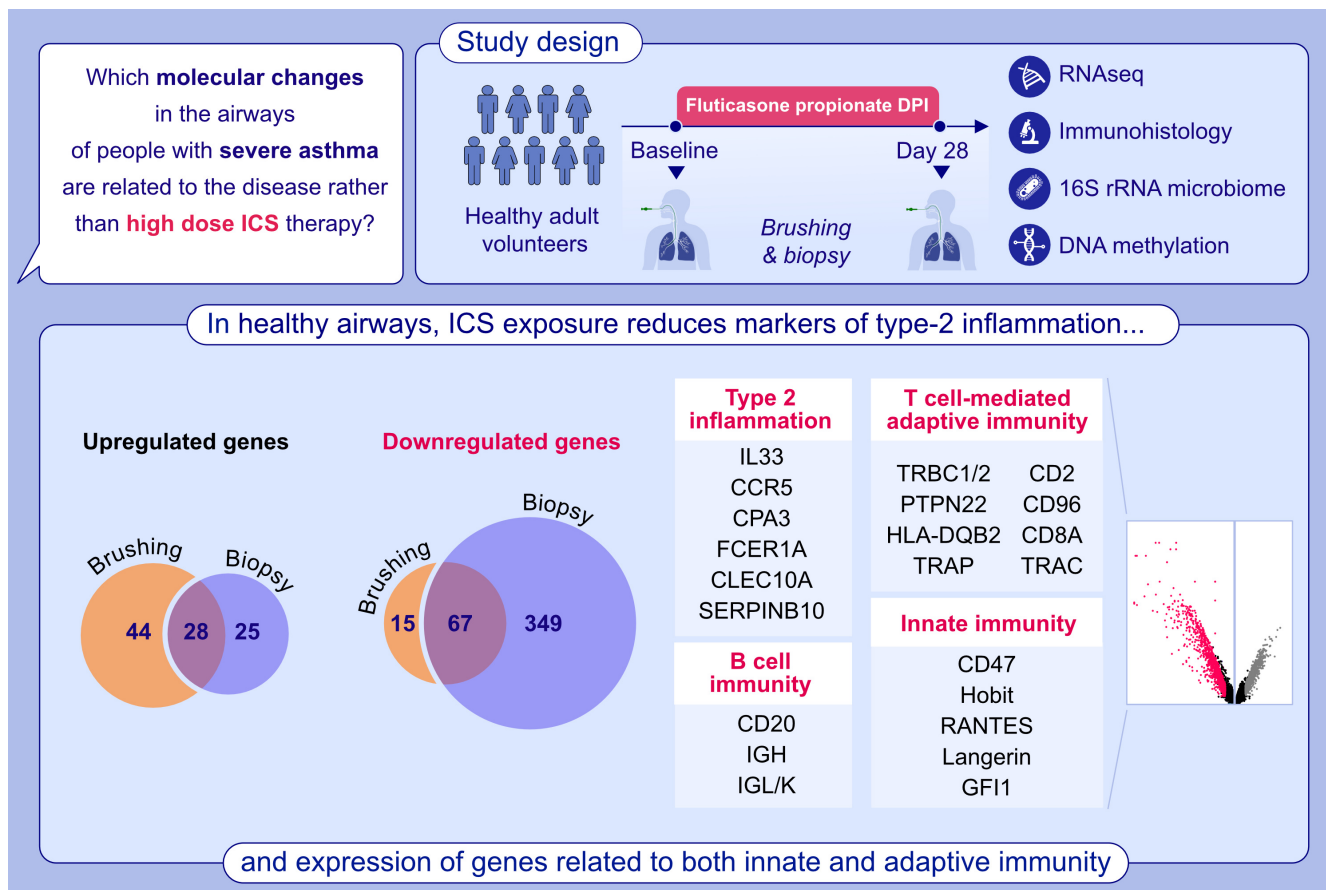 Which molecular changes
in the airways
of people with severe asthma
are related to the disease rather
than high dose ICS therapy?
Study design
Healthy adult
volunteers
Fluticasone propionate DPI
Baseline
Day 28
Brushing
& biopsy
RNAseq
Immunohistology
16S rRNA microbiome
DNA methylation
In healthy airways, ICS exposure reduces markers of type-2 inflammation...
Upregulated genes
Brushing
Biopsy
44
28
25
Downregulated genes
Brushing
Biopsy
15
67
349
Type 2
inflammation
IL33
CCR5
CPA3
FCER1A
CLEC10A
SERPINB10
B cell
immunity
CD20
IGH
IGL/K
T cell-mediated
adaptive immunity
TRBC1/2 CD2
PTPN22 CD96
HLA-DQB2 CD8A
TRAP TRAC
Innate immunity
CD47
Hobit
RANTES
Langerin
GFI1
and expression of genes related to both innate and adaptive immunity